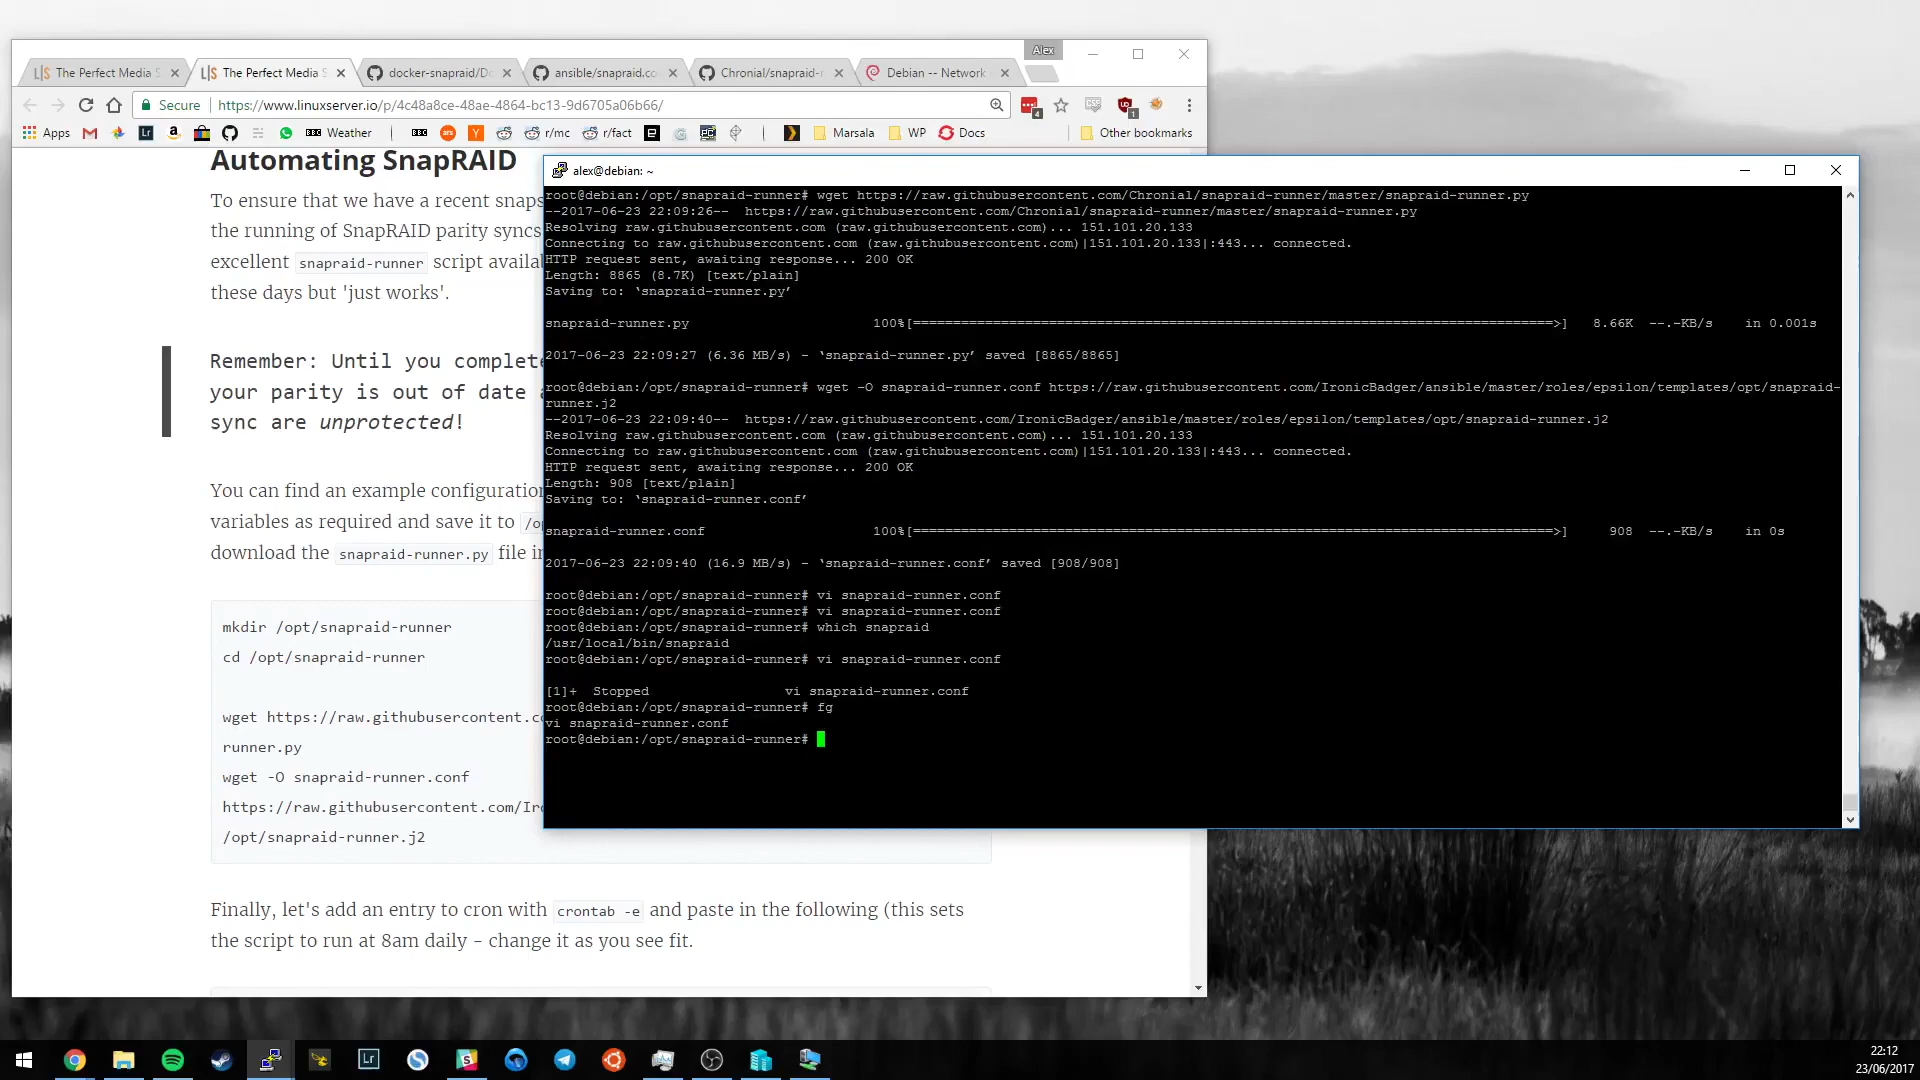 Alex
The Perfect Media S
The Perfect Media S
docker-snapraid/Do
ansible/snapraid.co
Chronial/snapraid-r
Debian -- Network
Secure
https://www.linuxserver.io/p/4c48a8ce-48ae-4864-bc13-9d6705a06b66/
Apps
BBC Weather
BBC
r/mc
r/fact
Marsala
WP
Docs
Other bookmarks
Automating SnapRAID
To ensure that we have a recent snaps
the running of SnapRAID parity syncs
excellent snapraid-runner script availa
these days but 'just works'.
Remember: Until you complete
your parity is out of date a
sync are unprotected!
You can find an example configuration
variables as required and save it to /op
download the snapraid-runner.py file in
mkdir /opt/snapraid-runner
cd /opt/snapraid-runner
wget https://raw.githubusercontent.co
runner.py
wget -O snapraid-runner.conf
https://raw.githubusercontent.com/Iro
/opt/snapraid-runner.j2
Finally, let's add an entry to cron with crontab -e and paste in the following (this sets
the script to run at 8am daily - change it as you see fit.
alex@debian: ~
root@debian:/opt/snapraid-runner# wget https://raw.githubusercontent.com/Chronial/snapraid-runner/master/snapraid-runner.py
--2017-06-23 22:09:26--  https://raw.githubusercontent.com/Chronial/snapraid-runner/master/snapraid-runner.py
Resolving raw.githubusercontent.com (raw.githubusercontent.com)... 151.101.20.133
Connecting to raw.githubusercontent.com (raw.githubusercontent.com)|151.101.20.133|:443... connected.
HTTP request sent, awaiting response... 200 OK
Length: 8865 (8.7K) [text/plain]
Saving to: ‘snapraid-runner.py’
snapraid-runner.py 100%[================================================================================>] 8.66K --.-KB/s in 0.001s
2017-06-23 22:09:27 (6.36 MB/s) - ‘snapraid-runner.py’ saved [8865/8865]
root@debian:/opt/snapraid-runner# wget -O snapraid-runner.conf https://raw.githubusercontent.com/IronicBadger/ansible/master/roles/epsilon/templates/opt/snapraid-
runner.j2
--2017-06-23 22:09:40--  https://raw.githubusercontent.com/IronicBadger/ansible/master/roles/epsilon/templates/opt/snapraid-runner.j2
Resolving raw.githubusercontent.com (raw.githubusercontent.com)... 151.101.20.133
Connecting to raw.githubusercontent.com (raw.githubusercontent.com)|151.101.20.133|:443... connected.
HTTP request sent, awaiting response... 200 OK
Length: 908 [text/plain]
Saving to: ‘snapraid-runner.conf’
snapraid-runner.conf 100%[================================================================================>] 908 --.-KB/s in 0s
2017-06-23 22:09:40 (16.9 MB/s) - ‘snapraid-runner.conf’ saved [908/908]
root@debian:/opt/snapraid-runner# vi snapraid-runner.conf
root@debian:/opt/snapraid-runner# vi snapraid-runner.conf
root@debian:/opt/snapraid-runner# which snapraid
/usr/local/bin/snapraid
root@debian:/opt/snapraid-runner# vi snapraid-runner.conf
[1]+  Stopped                 vi snapraid-runner.conf
root@debian:/opt/snapraid-runner# fg
vi snapraid-runner.conf
root@debian:/opt/snapraid-runner#
Lr
22:12
23/06/2017